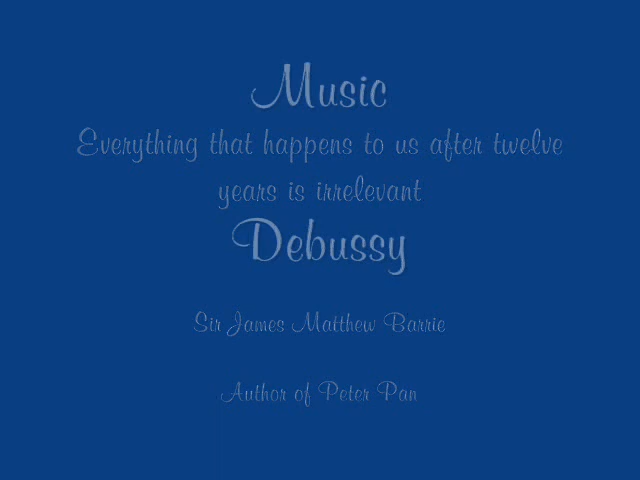 Music
Everything that happens to us after twelve
years is irrelevant
Debussy
Sir James Matthew Barrie
Author of Peter Pan